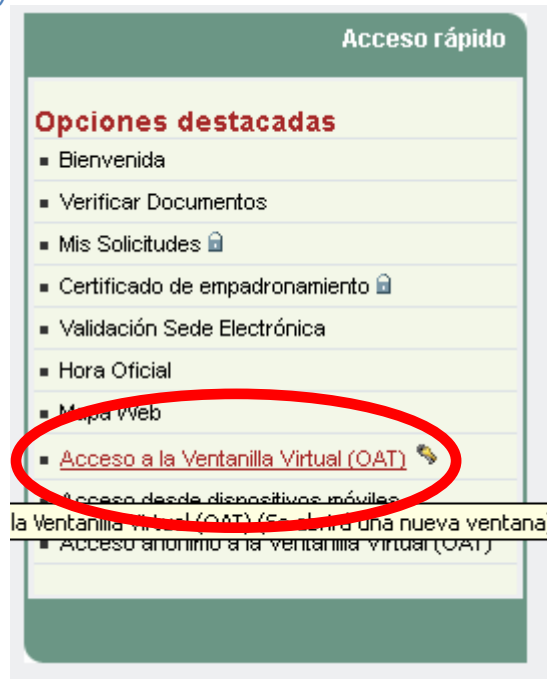 Acceso rápido
Opciones destacadas
Bienvenida
Verificar Documentos
Mis Solicitudes
Certificado de empadronamiento
Validación Sede Electrónica
Hora Oficial
Mapa Web
Acceso a la Ventanilla Virtual (OAT)
Acceso desde dispositivos móviles
la Ventanilla Virtual (OAT) (Se abrirá una nueva ventana)
Acceso anónimo a la Ventanilla Virtual (OAT)